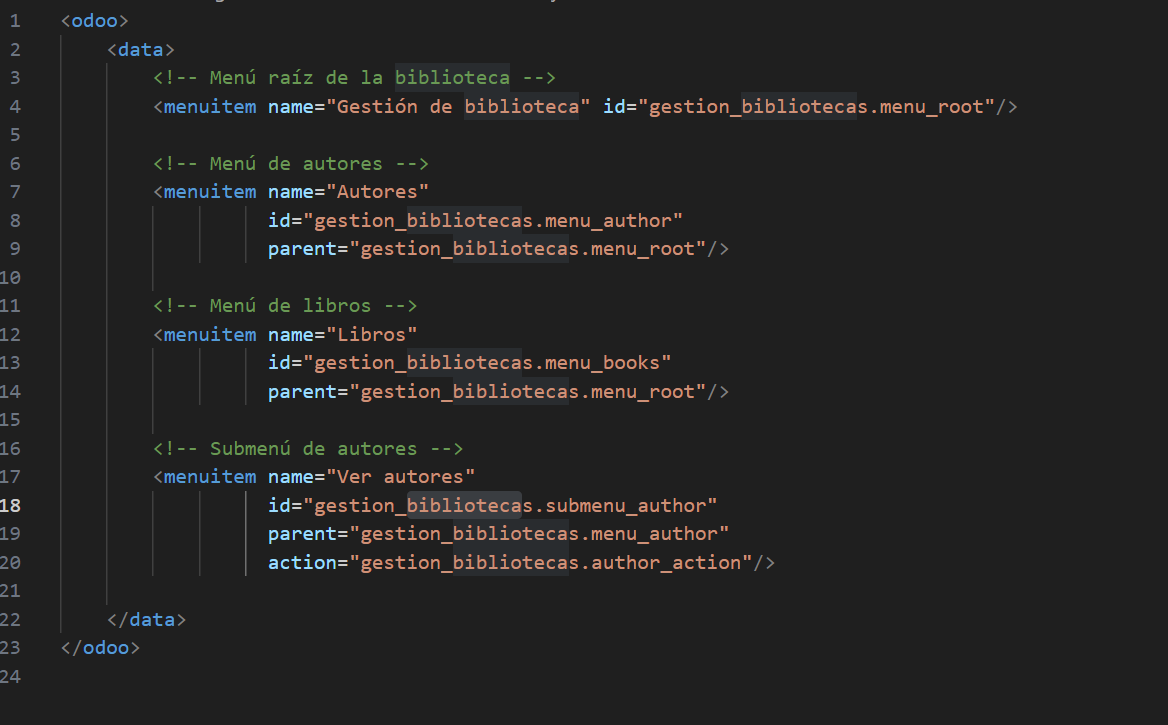 1 <odoo>
2 <data>
3 <!-- Menú raíz de la biblioteca -->
4 <menuitem name="Gestión de biblioteca" id="gestion_bibliotecas.menu_root"/>
5
6 <!-- Menú de autores -->
7 <menuitem name="Autores"
8 id="gestion_bibliotecas.menu_author"
9 parent="gestion_bibliotecas.menu_root"/>
10
11 <!-- Menú de libros -->
12 <menuitem name="Libros"
13 id="gestion_bibliotecas.menu_books"
14 parent="gestion_bibliotecas.menu_root"/>
15
16 <!-- Submenú de autores -->
17 <menuitem name="Ver autores"
18 id="gestion_bibliotecas.submenu_author"
19 parent="gestion_bibliotecas.menu_author"
20 action="gestion_bibliotecas.author_action"/>
21
22 </data>
23 </odoo>
24